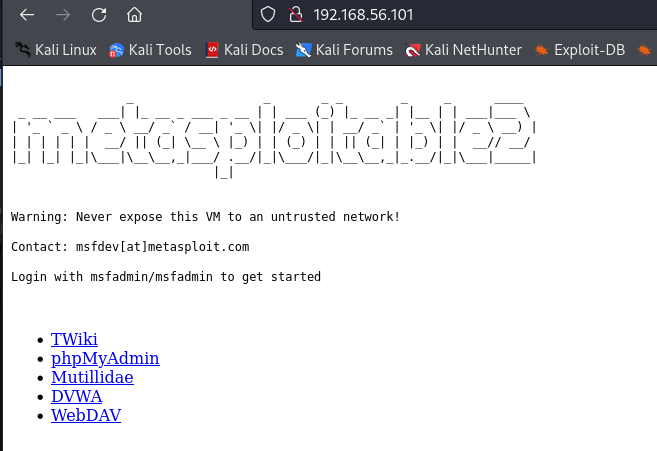 192.168.56.101
Kali Linux Kali Tools Kali Docs Kali Forums Kali NetHunter Exploit-DB
metasploitable2
Warning: Never expose this VM to an untrusted network!
Contact: msfdev[at]metasploit.com
Login with msfadmin/msfadmin to get started
TWiki
phpMyAdmin
Mutillidae
DVWA
WebDAV